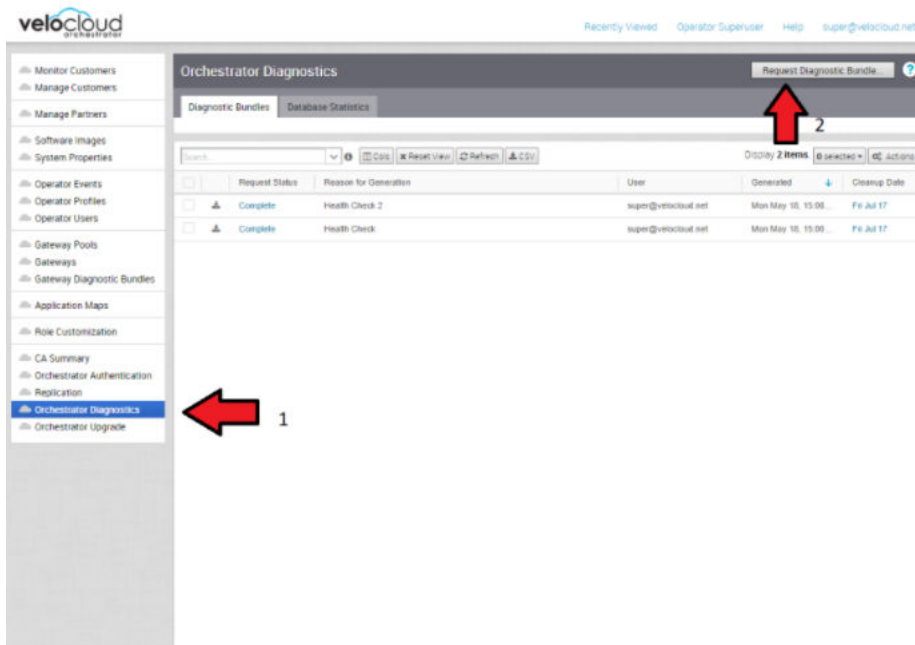 velocloud
orchestrator
Recently Viewed Operator Superuser Help super@velocloud.net
Monitor Customers
Manage Customers
Manage Partners
Software Images
System Properties
Operator Events
Operator Profiles
Operator Users
Gateway Pools
Gateways
Gateway Diagnostic Bundles
Application Maps
Role Customization
CA Summary
Orchestrator Authentication
Replication
Orchestrator Diagnostics
Orchestrator Upgrade
1
Orchestrator Diagnostics Request Diagnostic Bundle... ?
2
Diagnostic Bundles Database Statistics
Search... Cols Reset View Refresh CSV Display 2 items. 0 selected Actions
Request Status Reason for Generation User Generated Cleanup Date
Complete Health Check 2 super@velocloud.net Mon May 18, 15:00... Fri Jul 17
Complete Health Check super@velocloud.net Mon May 18, 15:00... Fri Jul 17